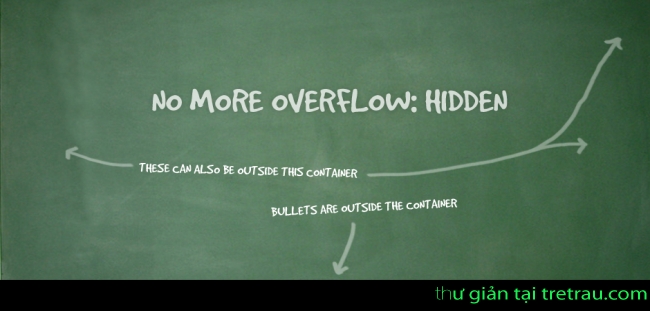 NO MORE OVERFLOW: HIDDEN
THESE CAN ALSO BE OUTSIDE THIS CONTAINER
BULLETS ARE OUTSIDE THE CONTAINER
thư giản tại tretrau.com